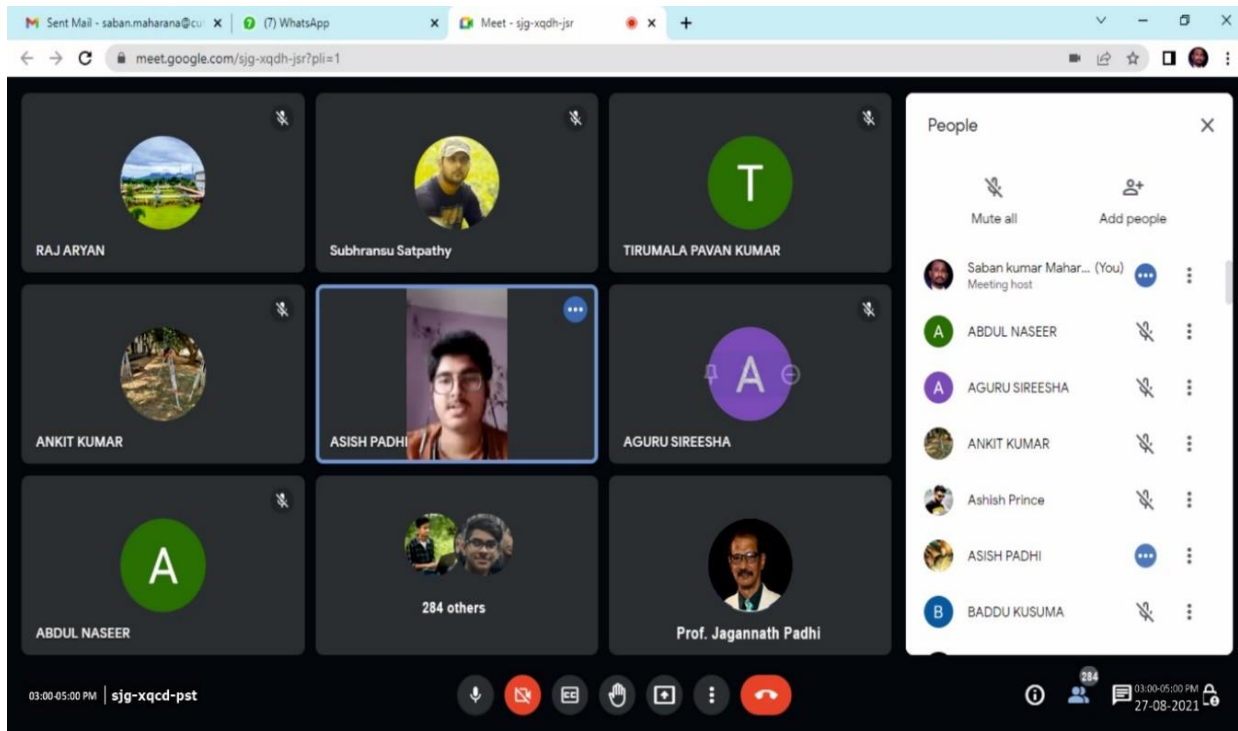 Sent Mail - saban.maharana@cu
(7) WhatsApp
Meet - sjg-xqdh-jsr
meet.google.com/sjg-xqdh-jsr?pli=1
RAJ ARYAN
Subhransu Satpathy
T
TIRUMALA PAVAN KUMAR
ANKIT KUMAR
ASISH PADHI
A
AGURU SIREESHA
A
ABDUL NASEER
284 others
Prof. Jagannath Padhi
People
Mute all
Add people
Saban kumar Mahar... (You)
Meeting host
A ABDUL NASEER
A AGURU SIREESHA
ANKIT KUMAR
Ashish Prince
ASISH PADHI
B BADDU KUSUMA
03:00-05:00 PM | sjg-xqcd-pst
CC
284
03:00-05:00 PM
27-08-2021